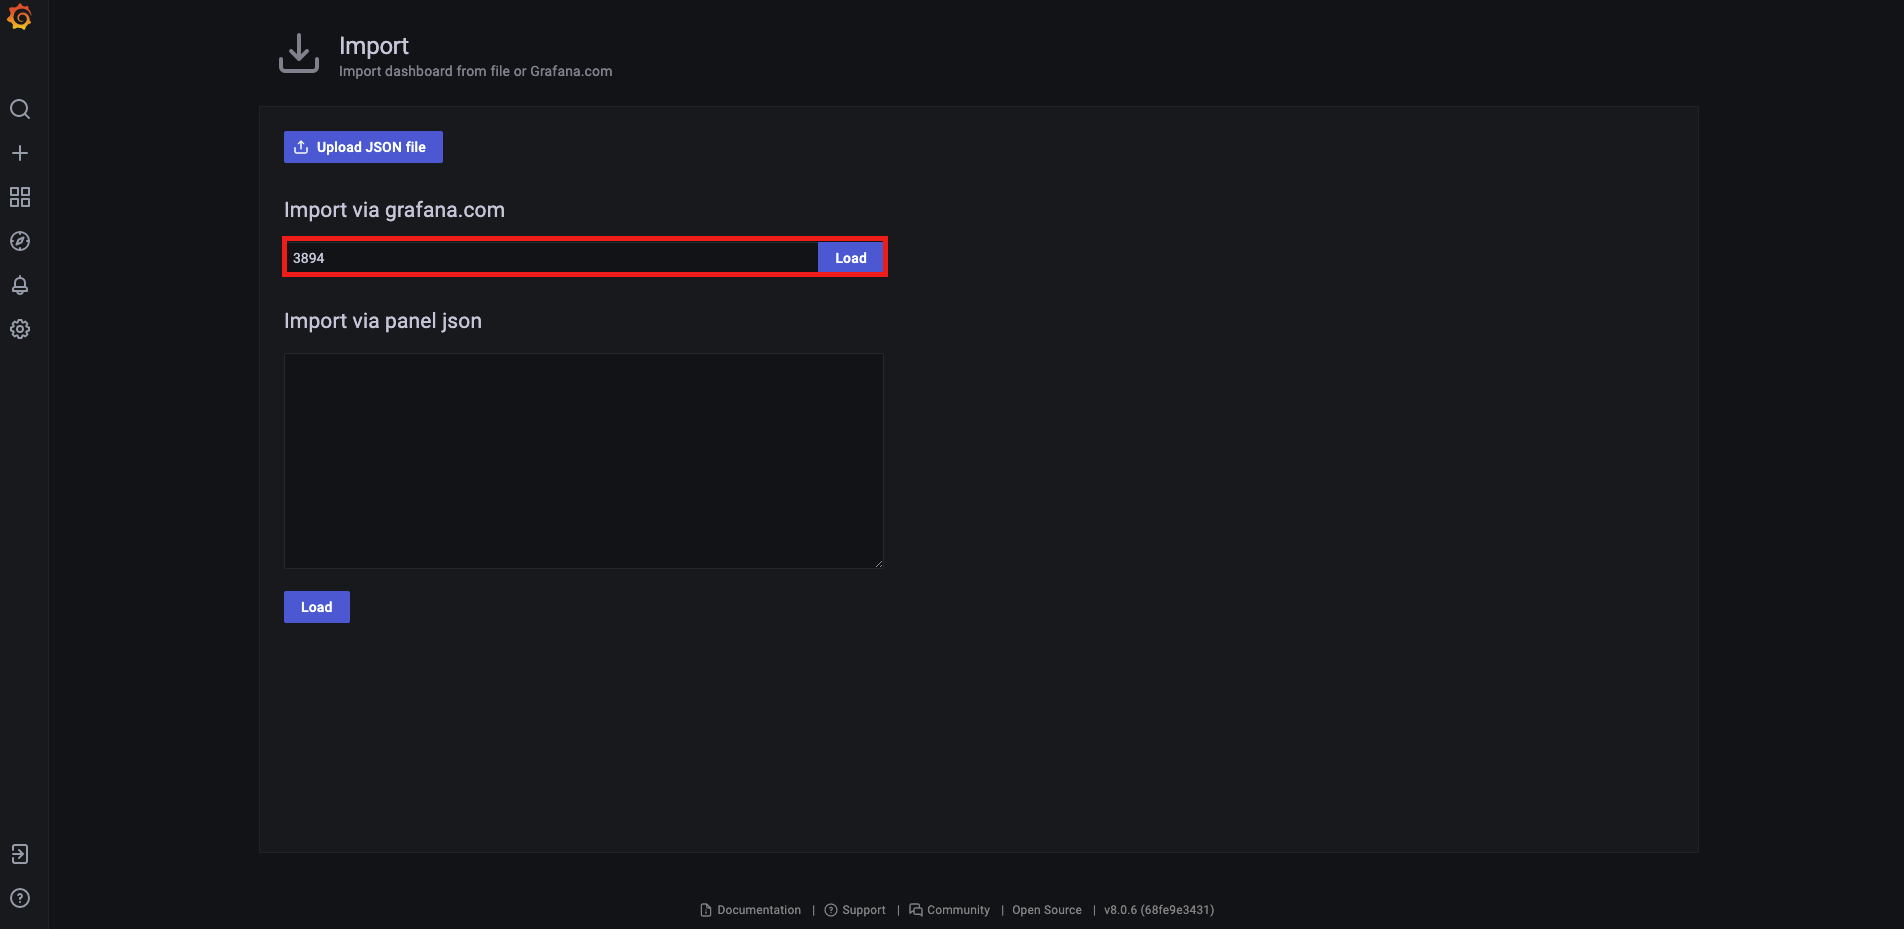 Import
Import dashboard from file or Grafana.com
Upload JSON file
Import via grafana.com
3894 Load
Import via panel json
Load
Documentation | Support | Community | Open Source | v8.0.6 (68fe9e3431)